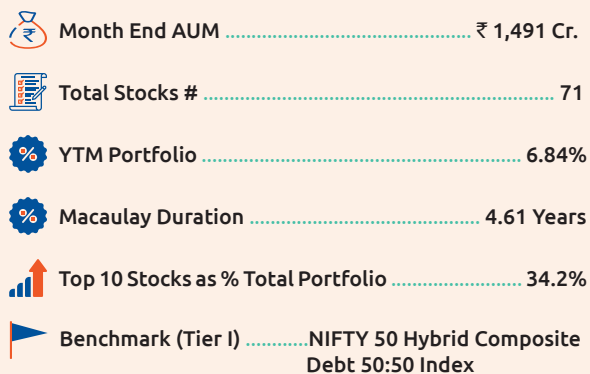 Month End AUM ........................................ ₹ 1,491 Cr.
Total Stocks # ........................................ 71
YTM Portfolio ........................................ 6.84%
Macaulay Duration ........................................ 4.61 Years
Top 10 Stocks as % Total Portfolio ...................... 34.2%
Benchmark (Tier I) ...........NIFTY 50 Hybrid Composite
Debt 50:50 Index